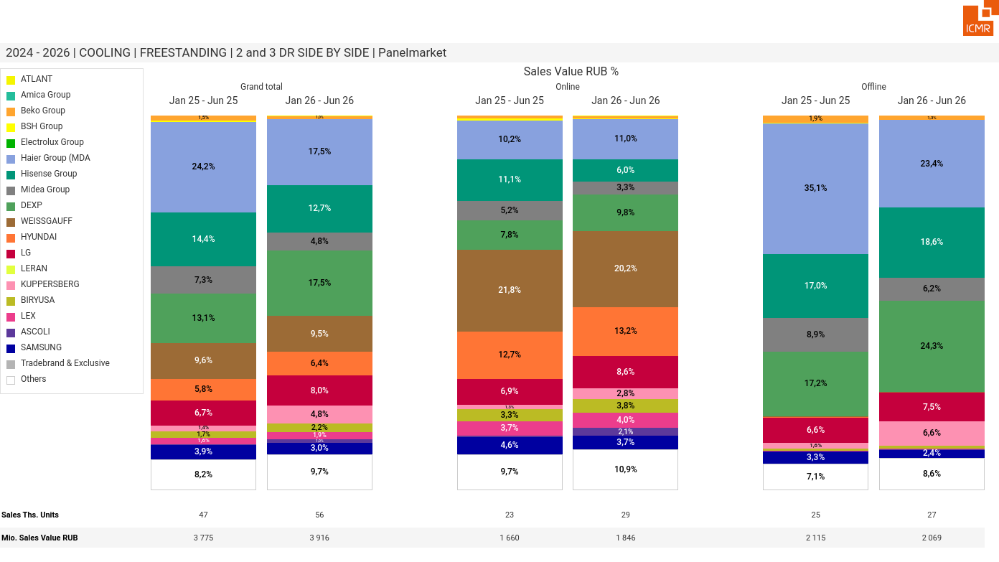 ICMR
2024 - 2026 | COOLING | FREESTANDING | 2 and 3 DR SIDE BY SIDE | Panelmarket
Sales Value RUB %
Grand total Online Offline
Jan 25 - Jun 25 Jan 26 - Jun 26 Jan 25 - Jun 25 Jan 26 - Jun 26 Jan 25 - Jun 25 Jan 26 - Jun 26
ATLANT
Amica Group
Beko Group
BSH Group
Electrolux Group
Haier Group (MDA
Hisense Group
Midea Group
DEXP
WEISSGAUFF
HYUNDAI
LG
LERAN
KUPPERSBERG
BIRYUSA
LEX
ASCOLI
SAMSUNG
Tradebrand & Exclusive
Others
1,5%
24,2%
14,4%
7,3%
13,1%
9,6%
5,8%
6,7%
1,4%
1,7%
1,6%
3,9%
8,2%
1,0%
17,5%
12,7%
4,8%
17,5%
9,5%
6,4%
8,0%
4,8%
2,2%
1,9%
1,0%
3,0%
9,7%
10,2%
11,1%
5,2%
7,8%
21,8%
12,7%
6,9%
1,3%
3,3%
3,7%
4,6%
9,7%
11,0%
6,0%
3,3%
9,8%
20,2%
13,2%
8,6%
2,8%
3,8%
4,0%
2,1%
3,7%
10,9%
1,9%
35,1%
17,0%
8,9%
17,2%
6,6%
1,6%
3,3%
7,1%
1,3%
23,4%
18,6%
6,2%
24,3%
7,5%
6,6%
2,4%
8,6%
Sales Ths. Units 47 56 23 29 25 27
Mio. Sales Value RUB 3 775 3 916 1 660 1 846 2 115 2 069